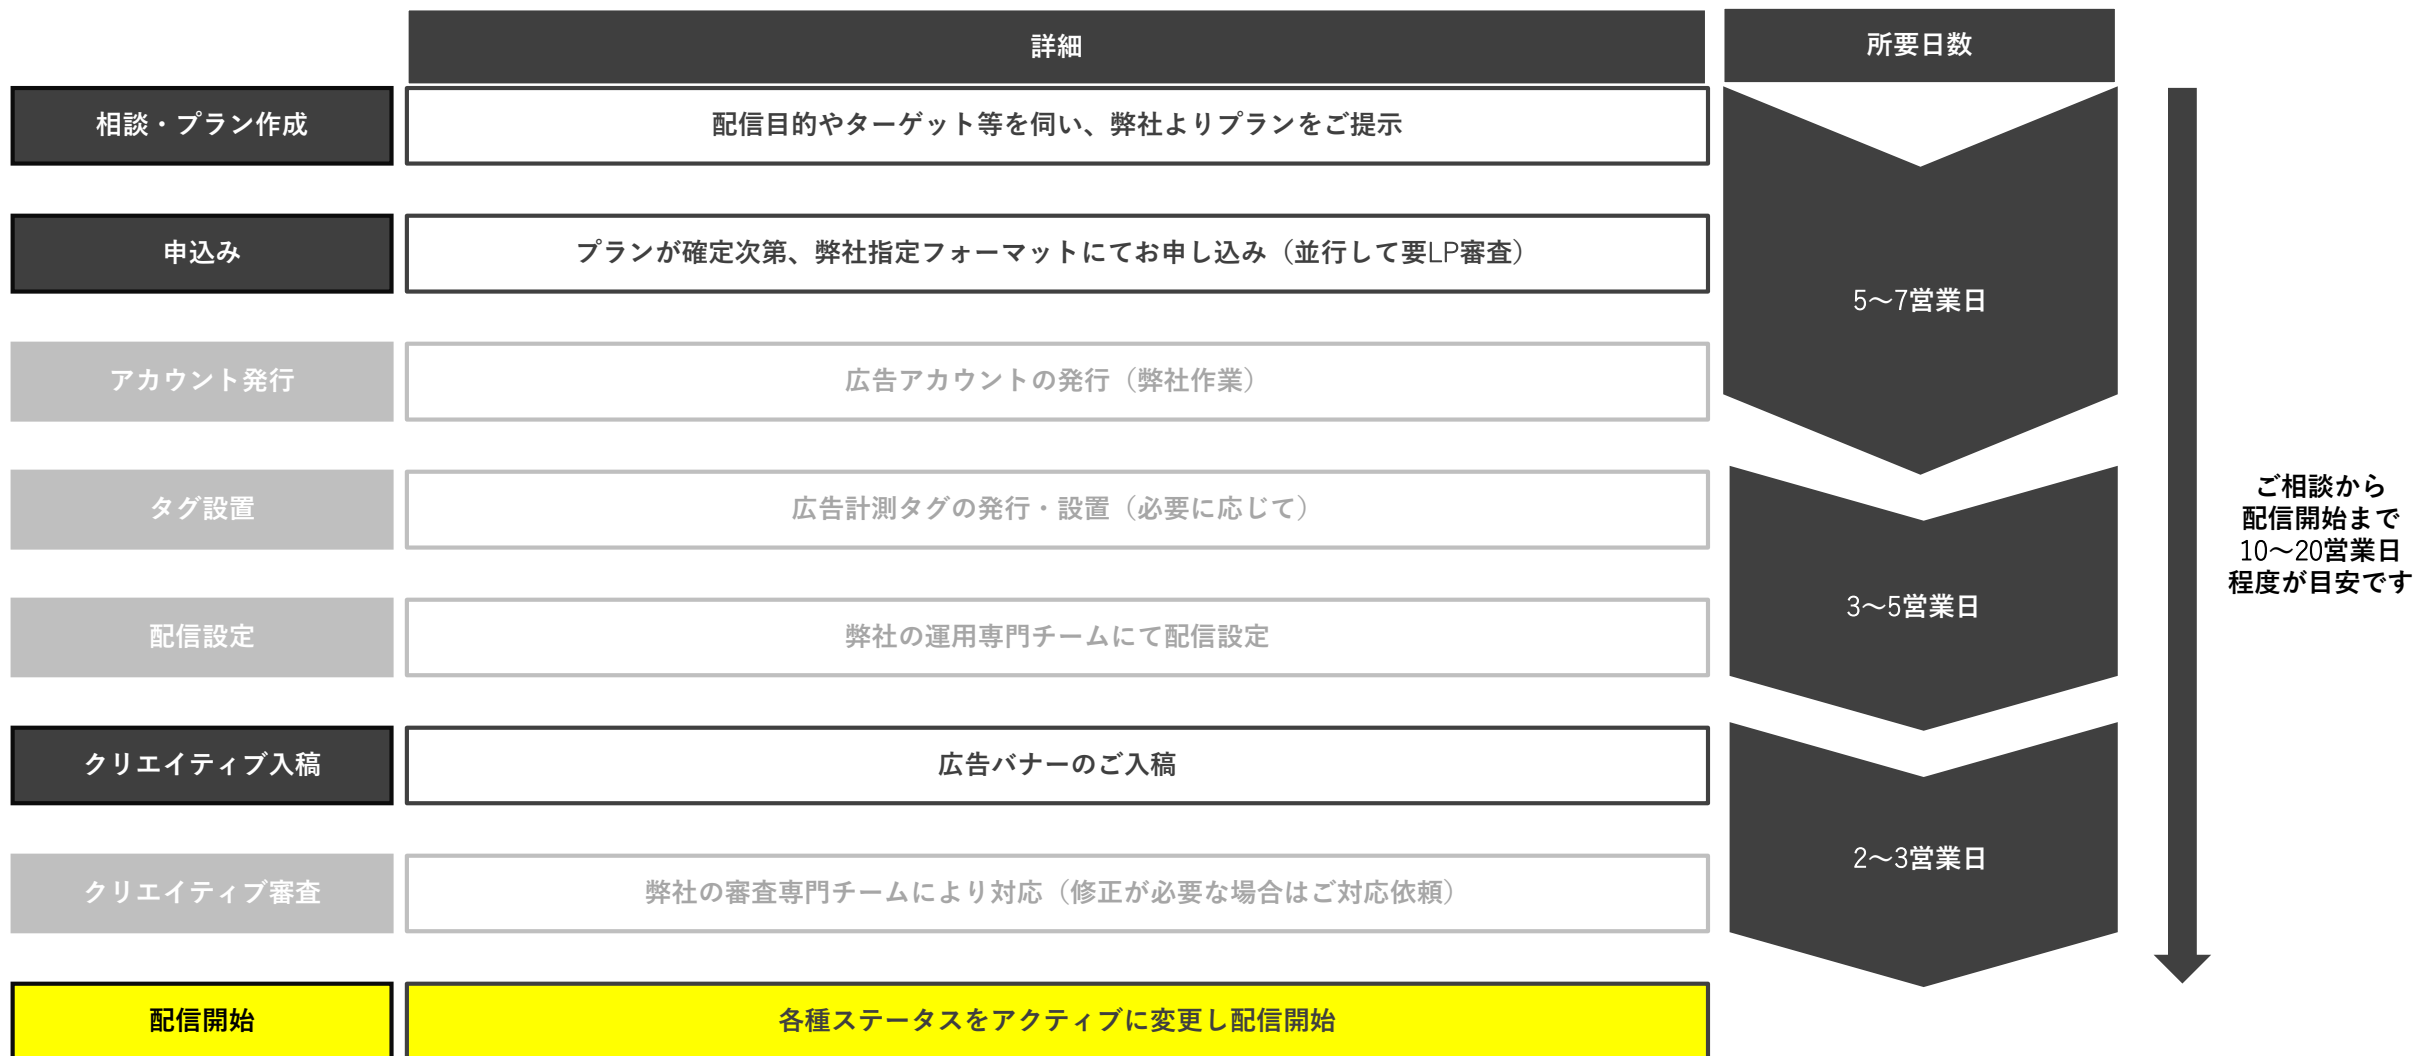 詳細
所要日数
相談・プラン作成
配信目的やターゲット等を伺い、弊社よりプランをご提示
申込み
プランが確定次第、弊社指定フォーマットにてお申し込み（並行して要LP審査）
5〜7営業日
アカウント発行
広告アカウントの発行（弊社作業）
タグ設置
広告計測タグの発行・設置（必要に応じて）
配信設定
弊社の運用専門チームにて配信設定
3〜5営業日
クリエイティブ入稿
広告バナーのご入稿
クリエイティブ審査
弊社の審査専門チームにより対応（修正が必要な場合はご対応依頼）
2〜3営業日
配信開始
各種ステータスをアクティブに変更し配信開始
ご相談から
配信開始まで
10〜20営業日
程度が目安です